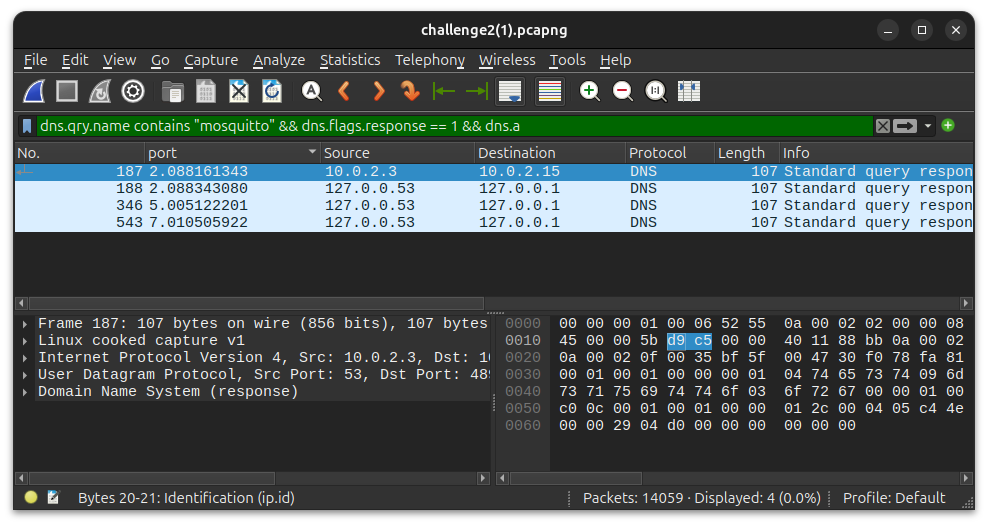 challenge2(1).pcapng
File Edit View Go Capture Analyze Statistics Telephony Wireless Tools Help
dns.qry.name contains "mosquitto" && dns.flags.response == 1 && dns.a
No. port Source Destination Protocol Length Info
187 2.088161343 10.0.2.3 10.0.2.15 DNS 107 Standard query respon
188 2.088343080 127.0.0.53 127.0.0.1 DNS 107 Standard query respon
346 5.005122201 127.0.0.53 127.0.0.1 DNS 107 Standard query respon
543 7.010505922 127.0.0.53 127.0.0.1 DNS 107 Standard query respon
Frame 187: 107 bytes on wire (856 bits), 107 bytes
Linux cooked capture v1
Internet Protocol Version 4, Src: 10.0.2.3, Dst: 10
User Datagram Protocol, Src Port: 53, Dst Port: 489
Domain Name System (response)
0000 00 00 00 01 00 06 52 55 0a 00 02 02 00 00 08
0010 45 00 00 5b d9 c5 00 00 40 11 88 bb 0a 00 02
0020 0a 00 02 0f 00 35 bf 5f 00 47 30 f0 78 fa 81
0030 00 01 00 01 00 00 00 01 04 74 65 73 74 09 6d
0040 73 71 75 69 74 74 6f 03 6f 72 67 00 00 01 00
0050 c0 0c 00 01 00 01 00 00 01 2c 00 04 05 c4 4e
0060 00 00 29 04 d0 00 00 00 00 00 00
Bytes 20-21: Identification (ip.id) Packets: 14059 · Displayed: 4 (0.0%) Profile: Default